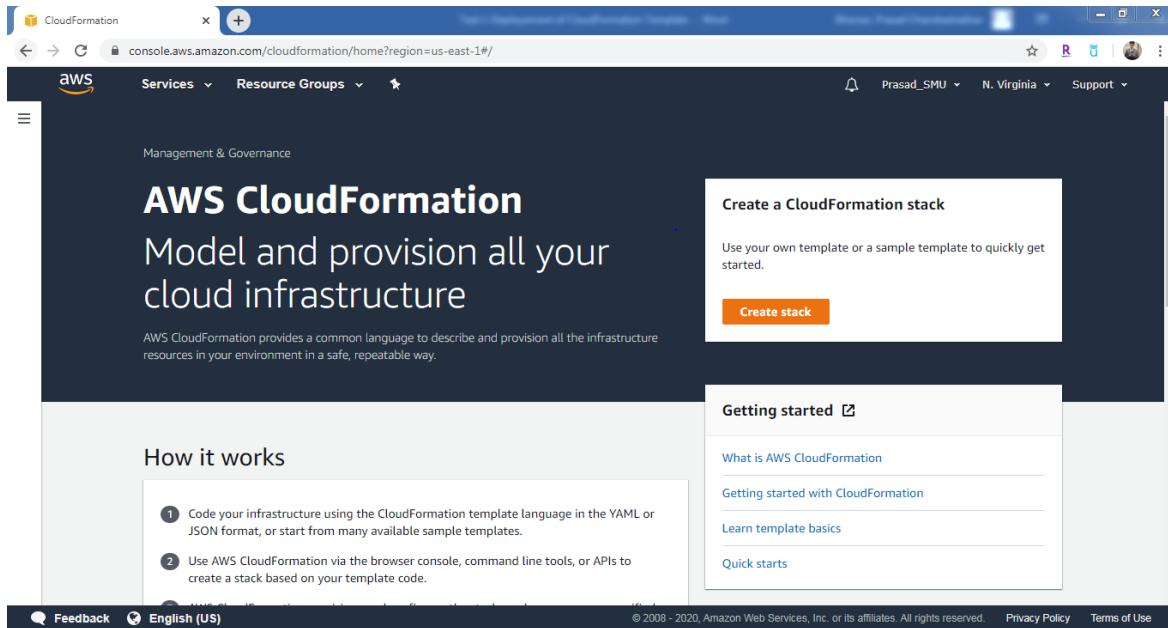 CloudFormation
console.aws.amazon.com/cloudformation/home?region=us-east-1#/
aws
Services
Resource Groups
Prasad_SMU
N. Virginia
Support
Management & Governance
AWS CloudFormation
Model and provision all your
cloud infrastructure
AWS CloudFormation provides a common language to describe and provision all the infrastructure
resources in your environment in a safe, repeatable way.
Create a CloudFormation stack
Use your own template or a sample template to quickly get
started.
Create stack
Getting started
What is AWS CloudFormation
Getting started with CloudFormation
Learn template basics
Quick starts
How it works
1 Code your infrastructure using the CloudFormation template language in the YAML or
JSON format, or start from many available sample templates.
2 Use AWS CloudFormation via the browser console, command line tools, or APIs to
create a stack based on your template code.
Feedback
English (US)
© 2008 - 2020, Amazon Web Services, Inc. or its affiliates. All rights reserved.
Privacy Policy
Terms of Use